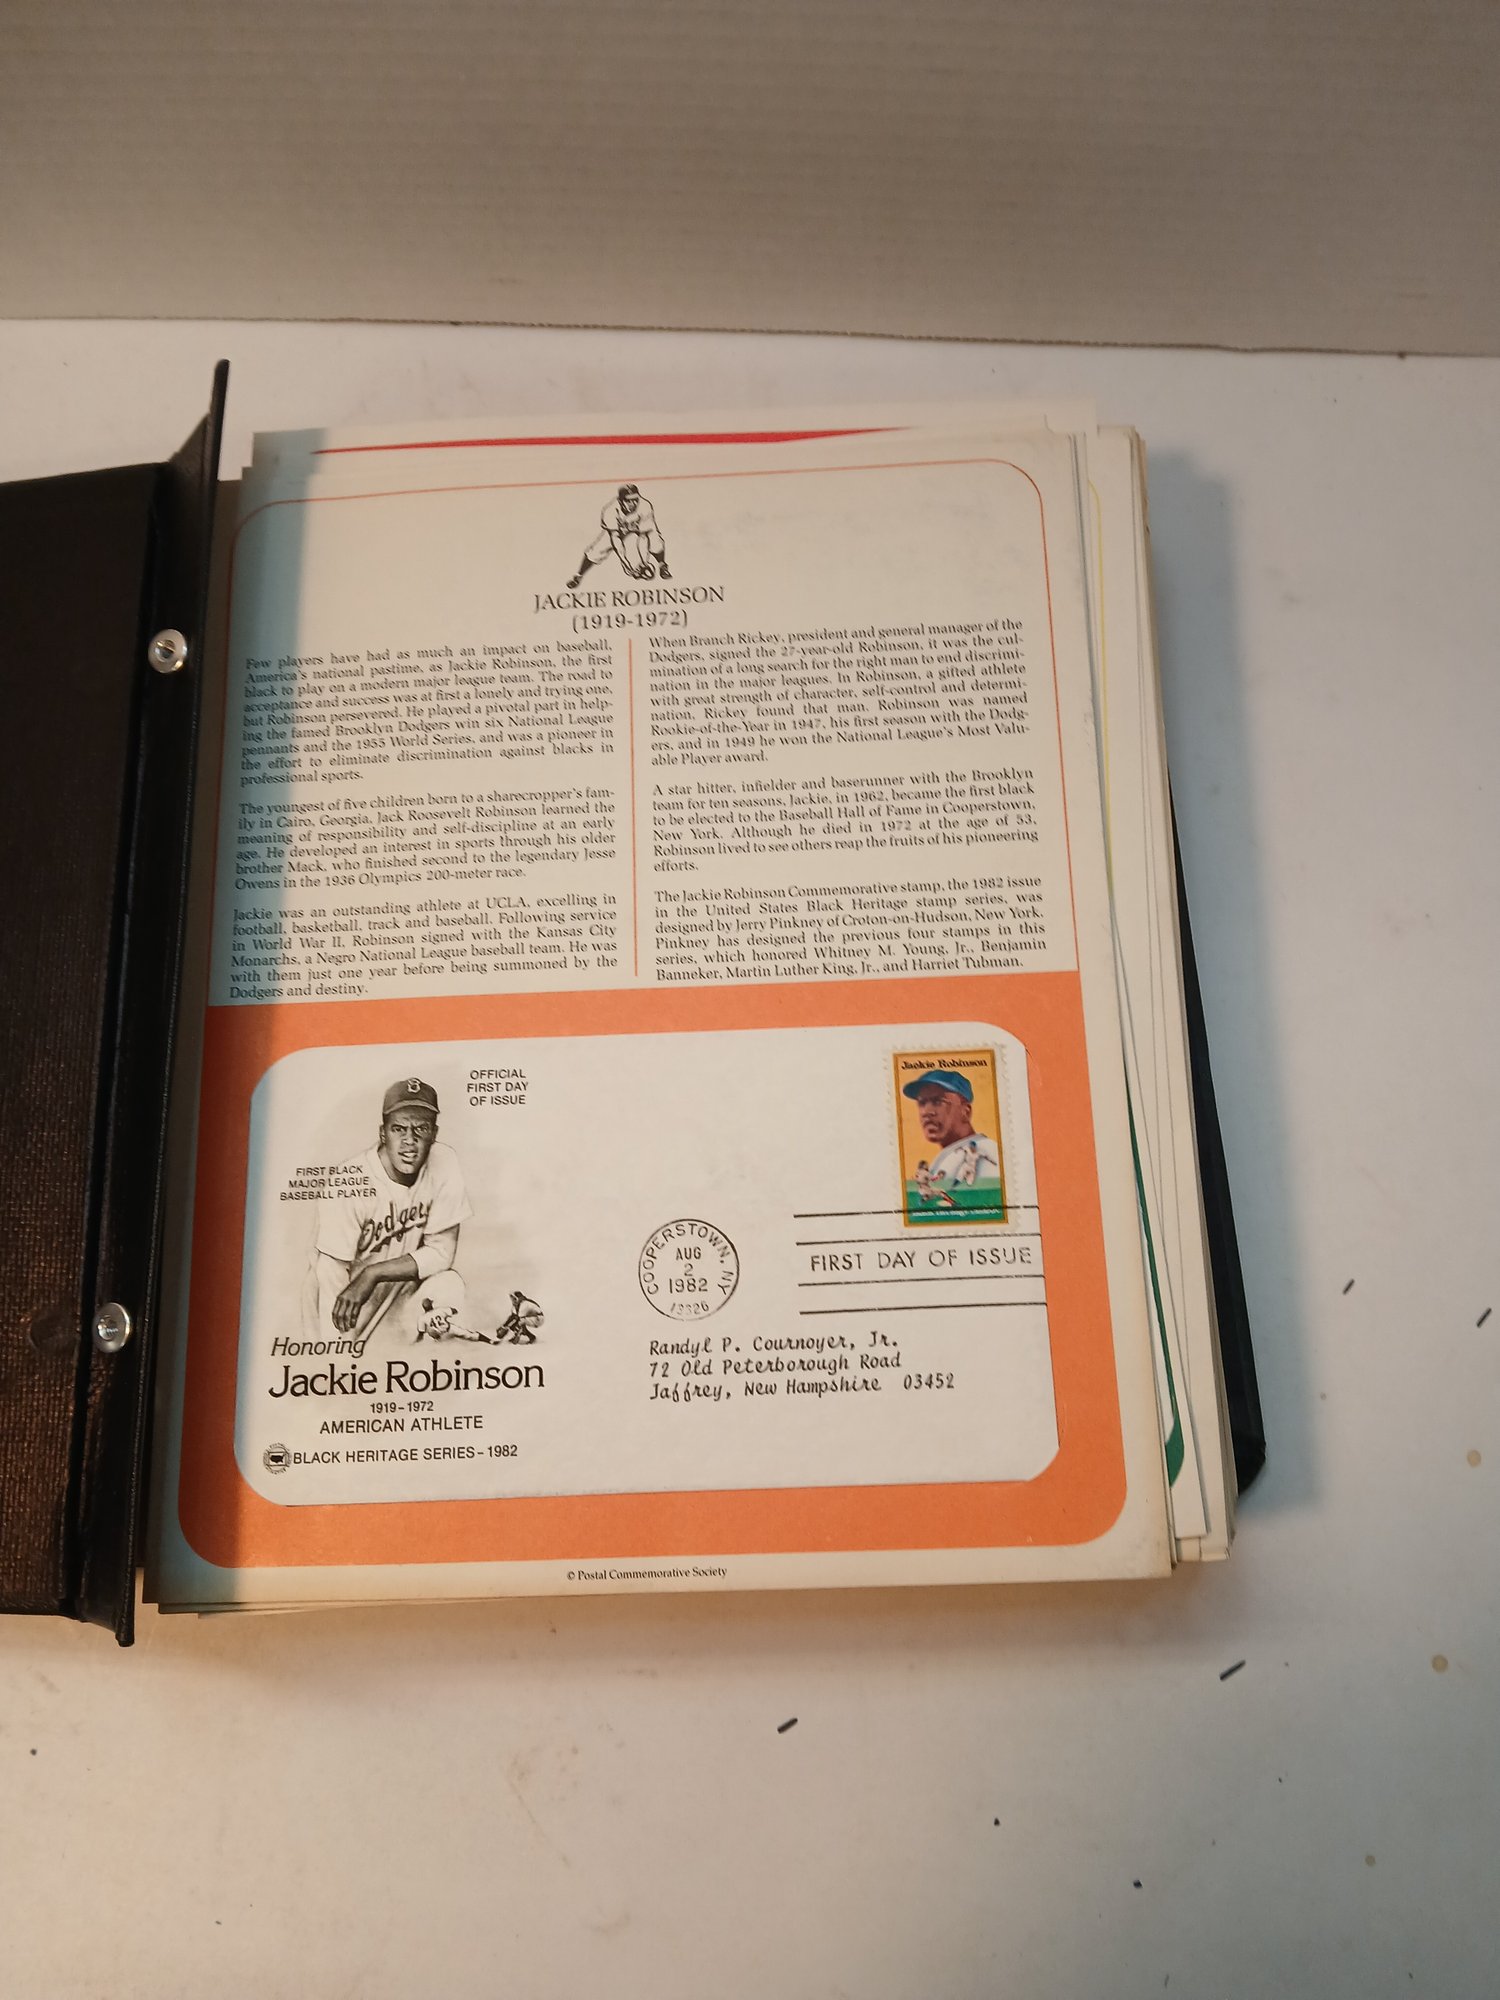 JACKIE ROBINSON
(1919-1972)
Few players have had as much an impact on baseball,
America's national pastime, as Jackie Robinson, the first
black to play on a modern major league team. The road to
acceptance and success was at first a lonely and trying one,
but Robinson persevered. He played a pivotal part in help-
ing the famed Brooklyn Dodgers win six National League
pennants and the 1955 World Series, and was a pioneer in
the effort to eliminate discrimination against blacks in
professional sports.
The youngest of five children born to a sharecropper's fam-
ily in Cairo, Georgia, Jack Roosevelt Robinson learned the
meaning of responsibility and self-discipline at an early
age. He developed an interest in sports through his older
brother Mack, who finished second to the legendary Jesse
Owens in the 1936 Olympics 200-meter race.
Jackie was an outstanding athlete at UCLA, excelling in
football, basketball, track and baseball. Following service
in World War II, Robinson signed with the Kansas City
Monarchs, a Negro National League baseball team. He was
with them just one year before being summoned by the
Dodgers and destiny.
When Branch Rickey, president and general manager of the
Dodgers, signed the 27-year-old Robinson, it was the cul-
mination of a long search for the right man to end discrimi-
nation in the major leagues. In Robinson, a gifted athlete
with great strength of character, self-control and determi-
nation, Rickey found that man. Robinson was named
Rookie-of-the-Year in 1947, his first season with the Dodg-
ers, and in 1949 he won the National League's Most Valu-
able Player award.
A star hitter, infielder and baserunner with the Brooklyn
team for ten seasons, Jackie, in 1962, became the first black
to be elected to the Baseball Hall of Fame in Cooperstown,
New York. Although he died in 1972 at the age of 53,
Robinson lived to see others reap the fruits of his pioneering
efforts.
The Jackie Robinson Commemorative stamp, the 1982 issue
in the United States Black Heritage stamp series, was
designed by Jerry Pinkney of Croton-on-Hudson, New York.
Pinkney has designed the previous four stamps in this
series, which honored Whitney M. Young, Jr., Benjamin
Banneker, Martin Luther King, Jr., and Harriet Tubman.
OFFICIAL
FIRST DAY
OF ISSUE
B
FIRST BLACK
MAJOR LEAGUE
BASEBALL PLAYER
Dodgers
42
Honoring
Jackie Robinson
1919-1972
AMERICAN ATHLETE
BLACK HERITAGE SERIES-1982
Jackie Robinson
COOPERSTOWN, NY
AUG
2
1982
13326
FIRST DAY OF ISSUE
Randyl P. Cournoyer, Jr.
72 Old Peterborough Road
Jaffrey, New Hampshire 03452
© Postal Commemorative Society